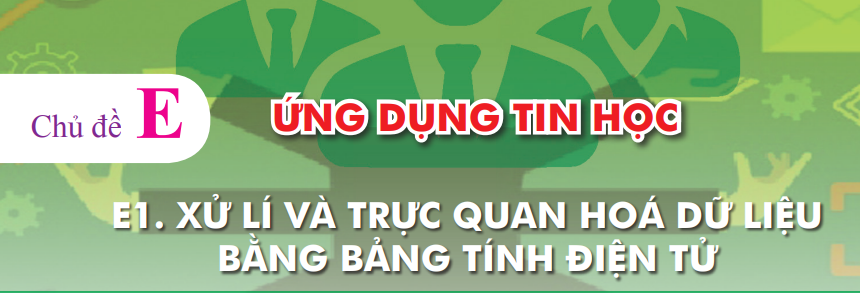 Chủ đề E
ỨNG DỤNG TIN HỌC
E1. XỬ LÍ VÀ TRỰC QUAN HOÁ DỮ LIỆU
BẰNG BẢNG TÍNH ĐIỆN TỬ